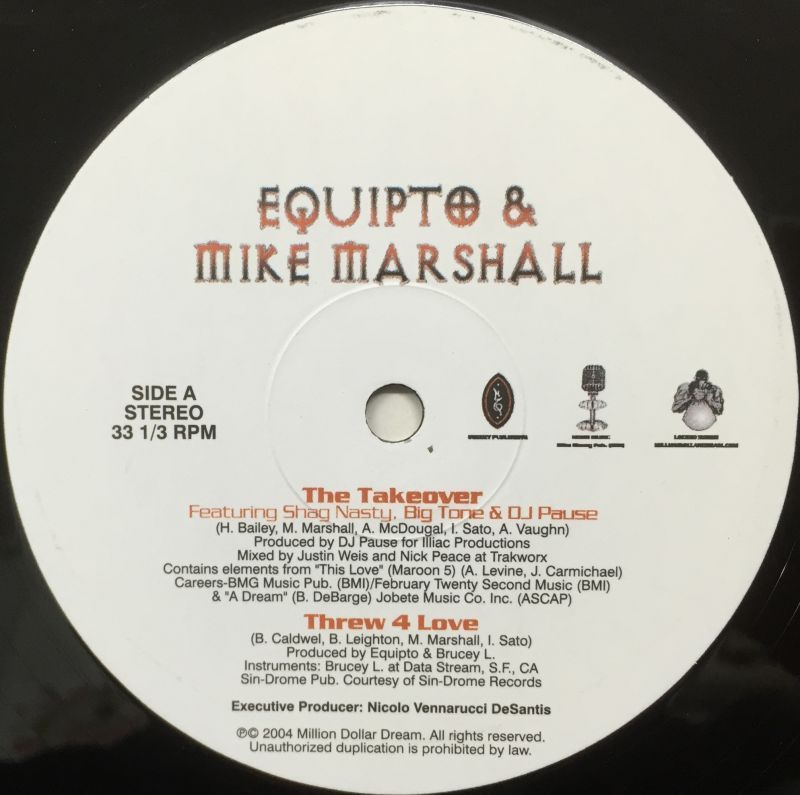 EQUIPTO &
MIKE MARSHALL
SIDE A
STEREO
33 1/3 RPM
The Takeover
Featuring Shag Nasty, Big Tone & DJ Pause
(H. Bailey, M. Marshall, A. McDougal, I. Sato, A. Vaughn)
Produced by DJ Pause for Illiac Productions
Mixed by Justin Weis and Nick Peace at Trakworx
Contains elements from "This Love" (Maroon 5) (A. Levine, J. Carmichael)
Careers-BMG Music Pub. (BMI)/February Twenty Second Music (BMI)
& "A Dream" (B. DeBarge) Jobete Music Co. Inc. (ASCAP)
Threw 4 Love
(B. Caldwel, B. Leighton, M. Marshall, I. Sato)
Produced by Equipto & Brucey L.
Instruments: Brucey L. at Data Stream, S.F., CA
Sin-Drome Pub. Courtesy of Sin-Drome Records
Executive Producer: Nicolo Vennarucci DeSantis
℗© 2004 Million Dollar Dream. All rights reserved.
Unauthorized duplication is prohibited by law.